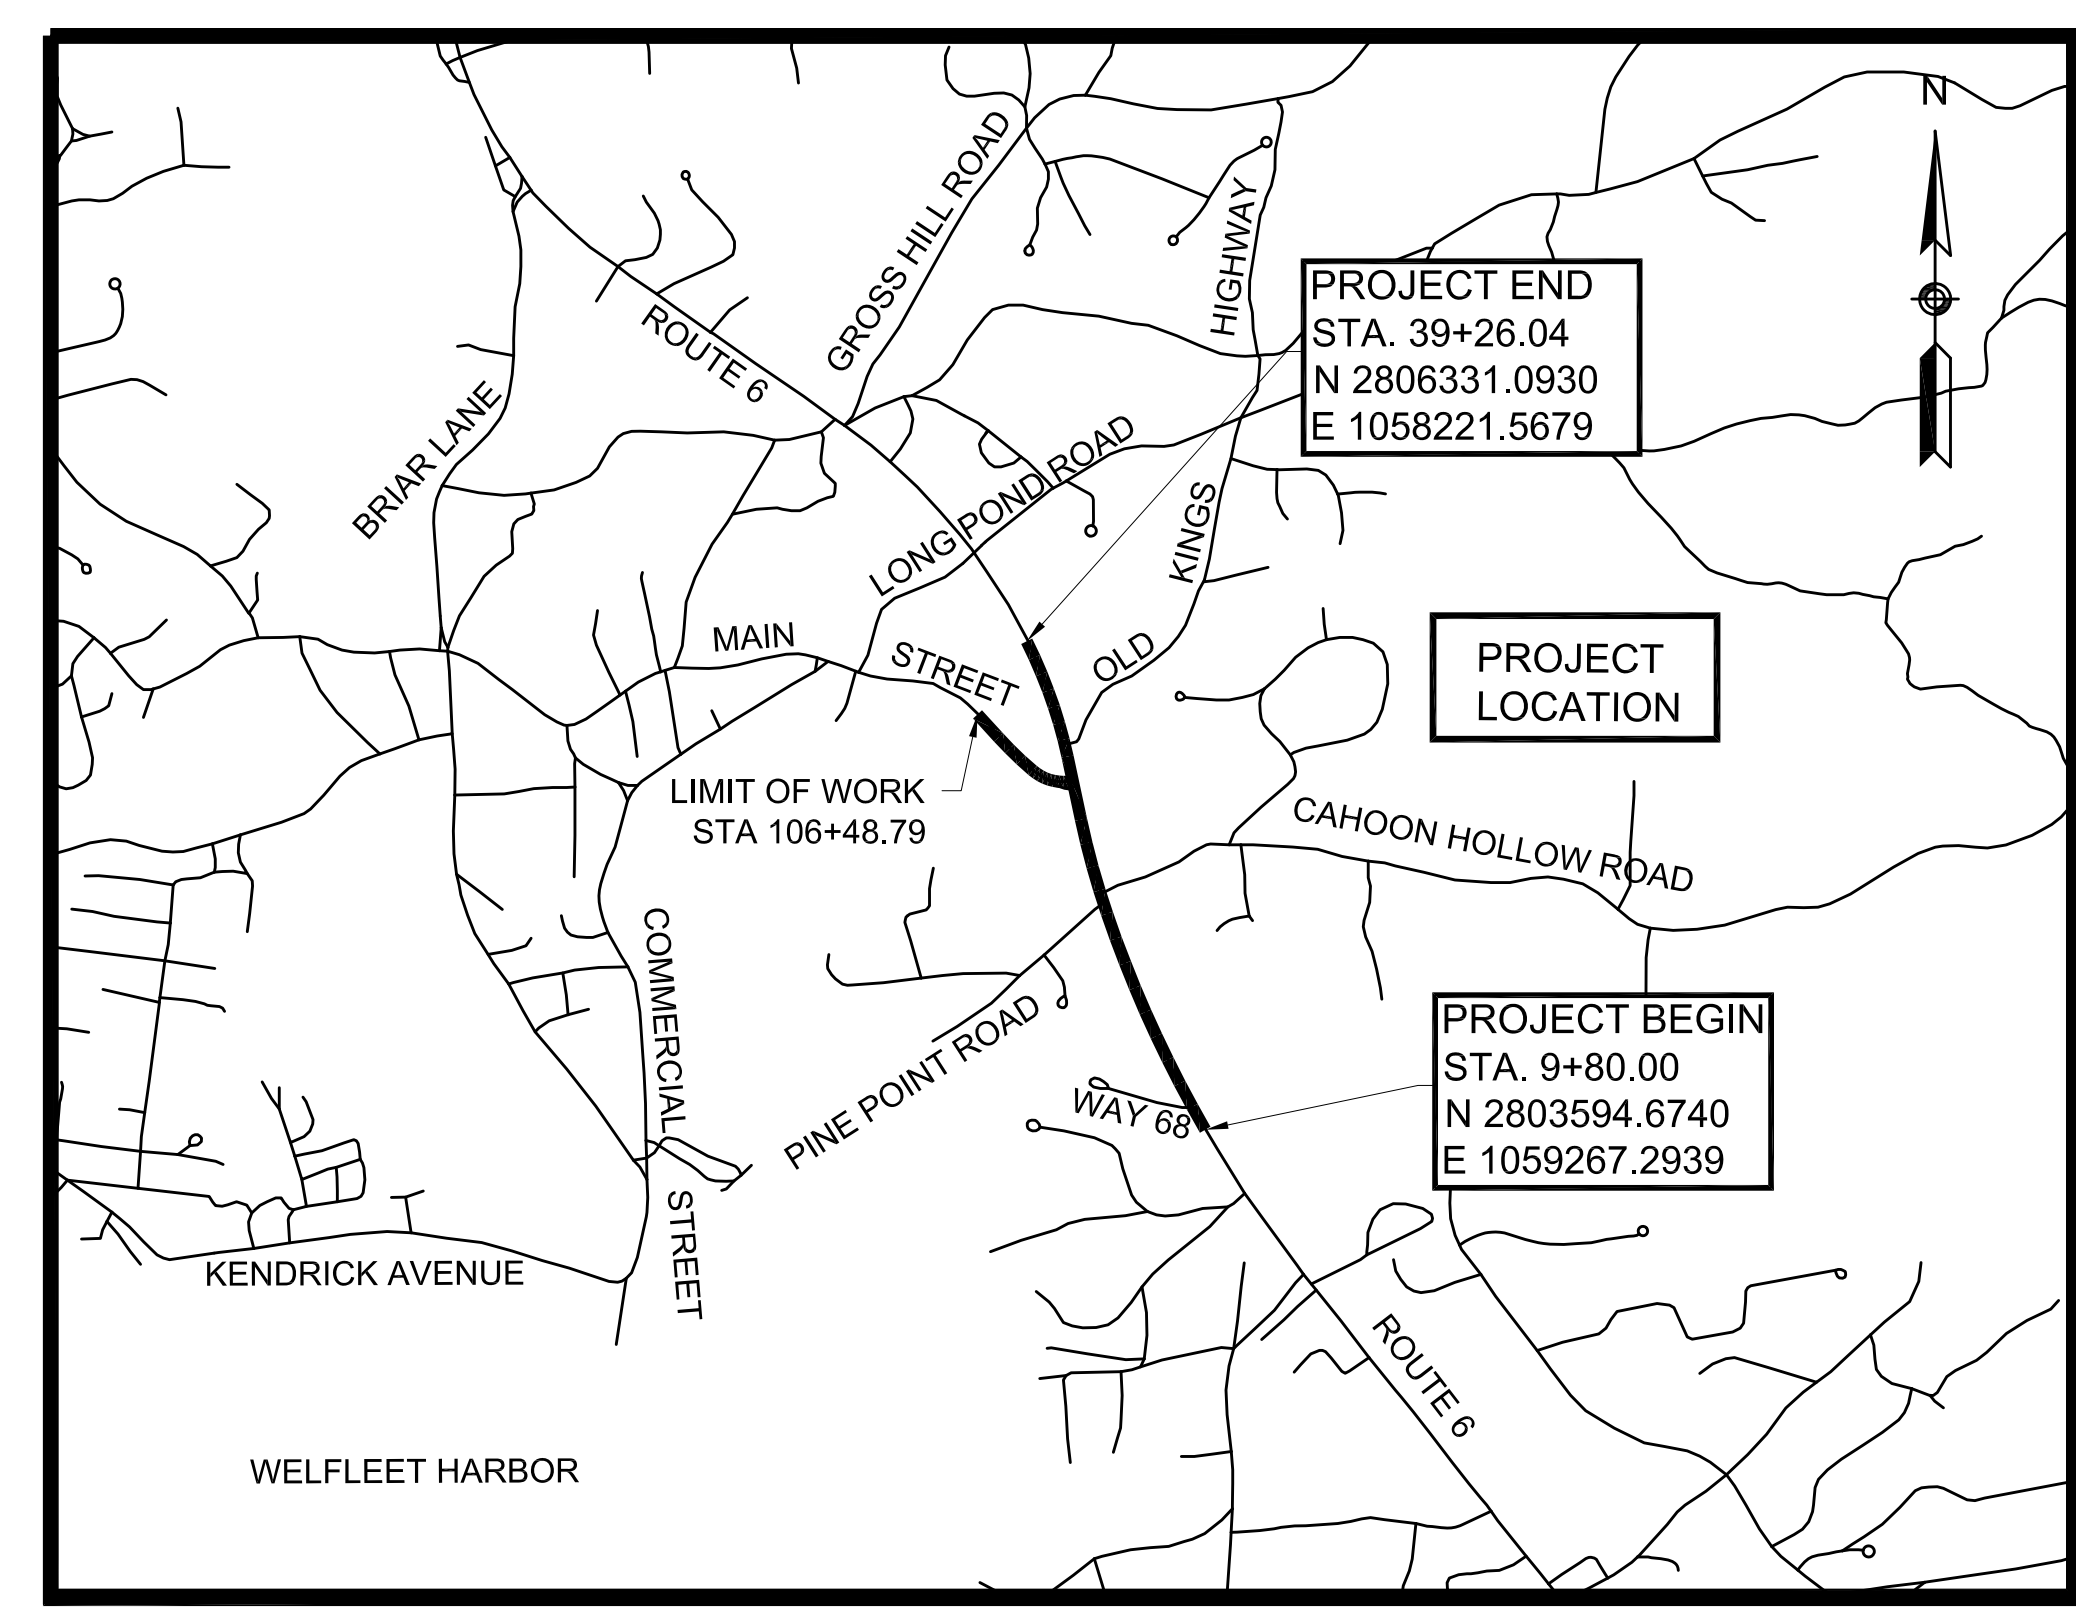 N
GROSS HILL ROAD
HIGHWAY
PROJECT END
STA. 39+26.04
N 2806331.0930
E 1058221.5679
ROUTE 6
BRIAR LANE
LONG POND ROAD
KINGS
MAIN
STREET
OLD
PROJECT
LOCATION
LIMIT OF WORK
STA 106+48.79
CAHOON HOLLOW ROAD
COMMERCIAL
STREET
PINE POINT ROAD
WAY 68
PROJECT BEGIN
STA. 9+80.00
N 2803594.6740
E 1059267.2939
KENDRICK AVENUE
ROUTE 6
WELFLEET HARBOR